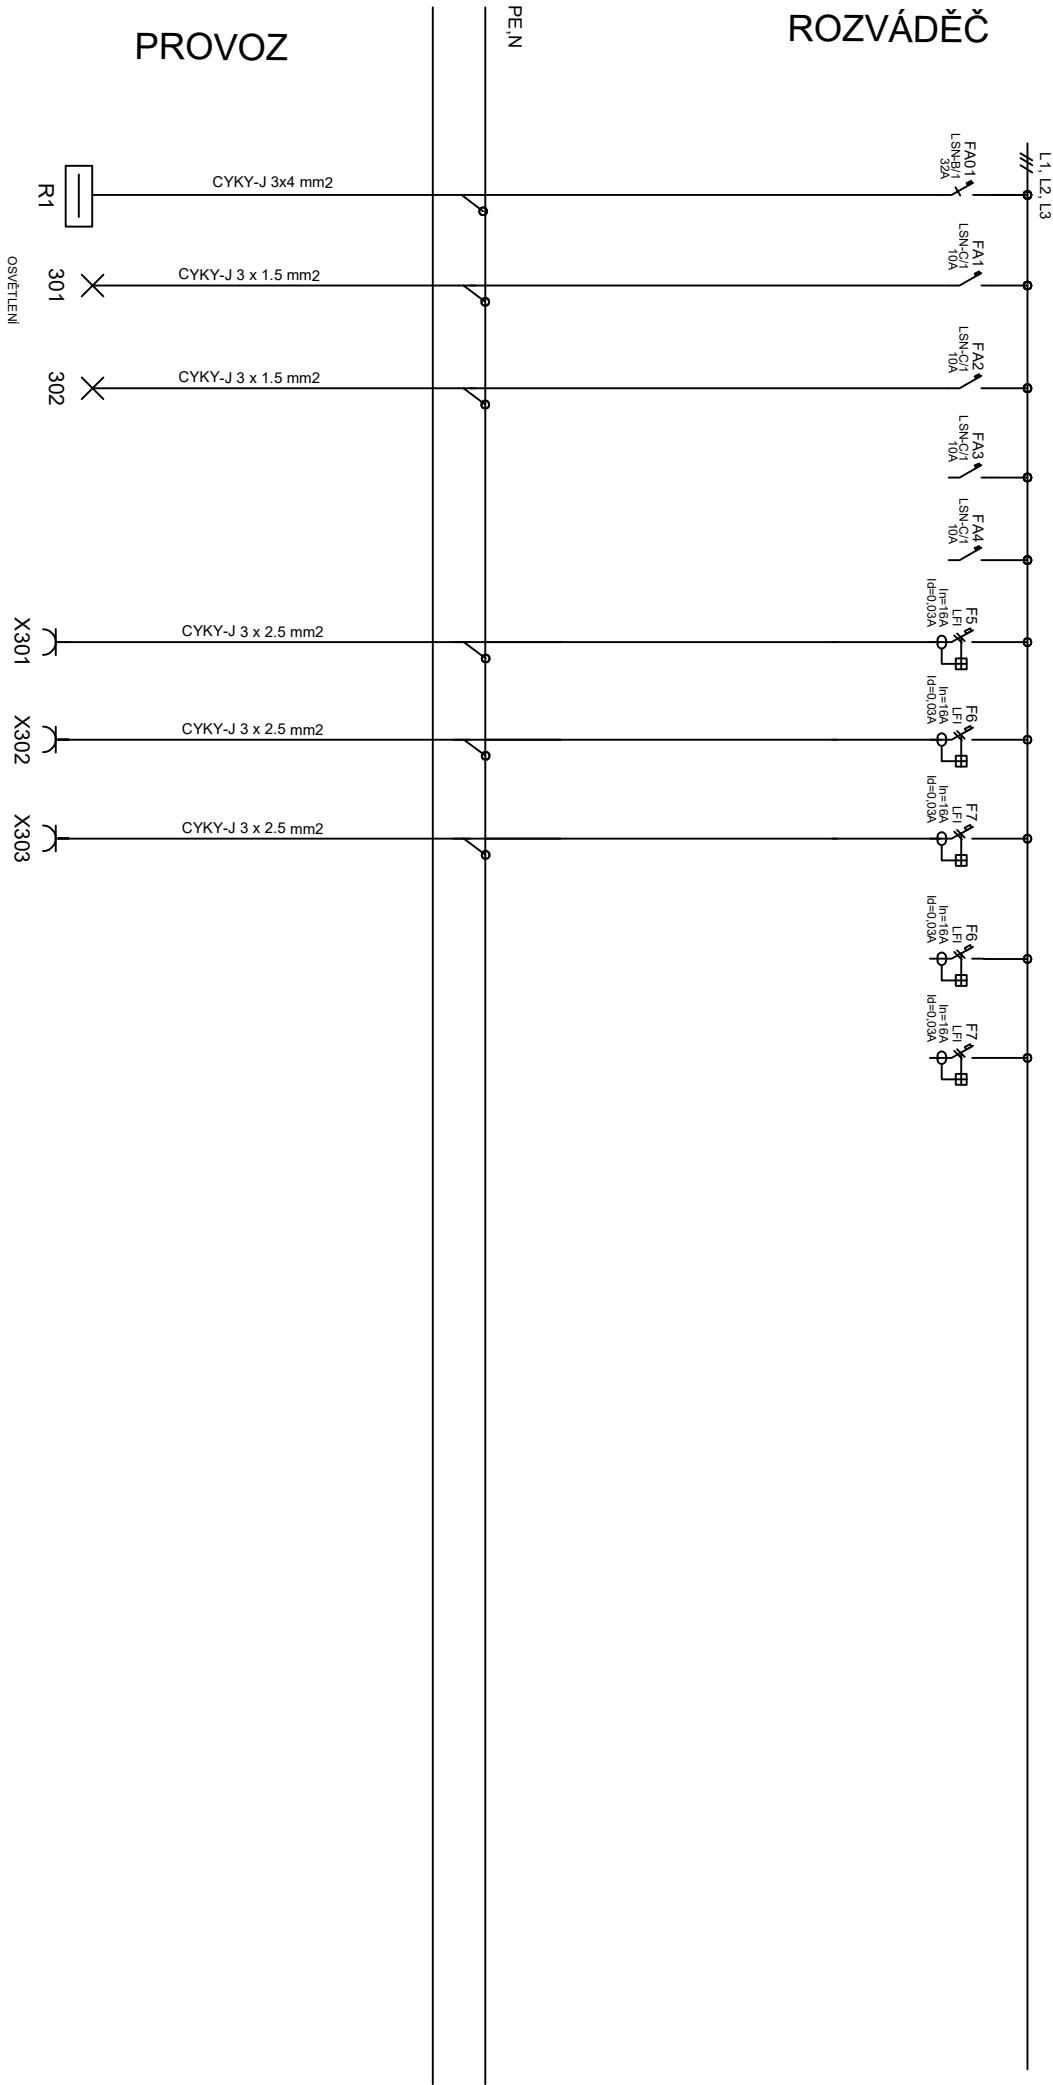 PROVOZ
PE,N
ROZVÁDĚČ
L1, L2, L3
FA01
LSN-B/1
32A
CYKY-J 3x4 mm2
R1
FA1
LSN-C/1
10A
CYKY-J 3 x 1.5 mm2
301
OSVĚTLENÍ
FA2
LSN-C/1
10A
CYKY-J 3 x 1.5 mm2
302
FA3
LSN-C/1
10A
FA4
LSN-C/1
10A
F5
LFI
In=16A
Id=0,03A
CYKY-J 3 x 2.5 mm2
X301
F6
LFI
In=16A
Id=0,03A
CYKY-J 3 x 2.5 mm2
X302
F7
LFI
In=16A
Id=0,03A
CYKY-J 3 x 2.5 mm2
X303
F6
LFI
In=16A
Id=0,03A
F7
LFI
In=16A
Id=0,03A